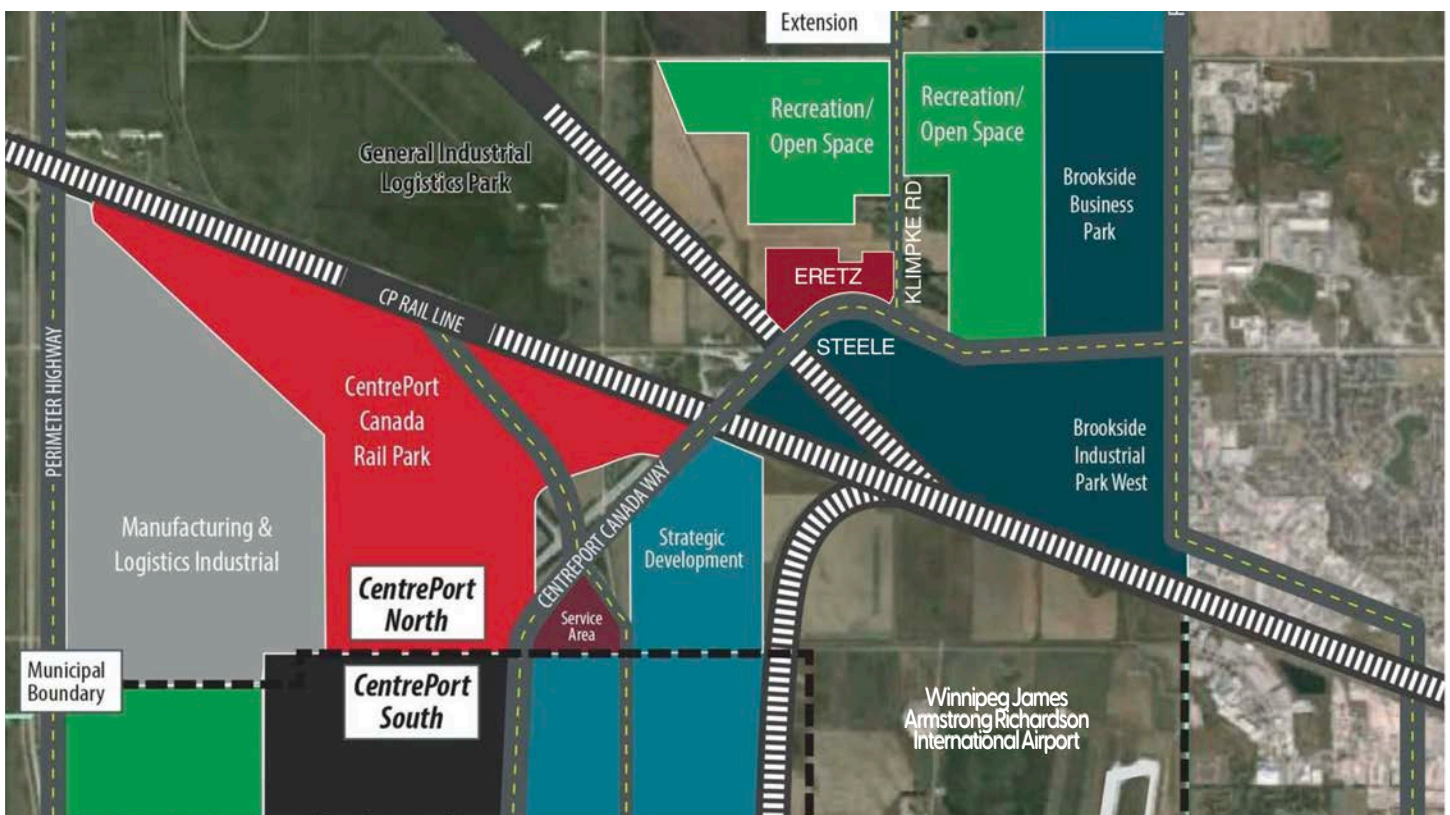 Extension
Recreation/
Open Space
Recreation/
Open Space
General Industrial
Logistics Park
Brookside
Business
Park
KLIMPKE RD
ERETZ
CP RAIL LINE
STEELE
PERIMETER HIGHWAY
CentrePort
Canada
Rail Park
Brookside
Industrial
Park West
Manufacturing &
Logistics Industrial
CENTREPORT CANADA WAY
Strategic
Development
CentrePort
North
Service
Area
Municipal
Boundary
CentrePort
South
Winnipeg James
Armstrong Richardson
International Airport